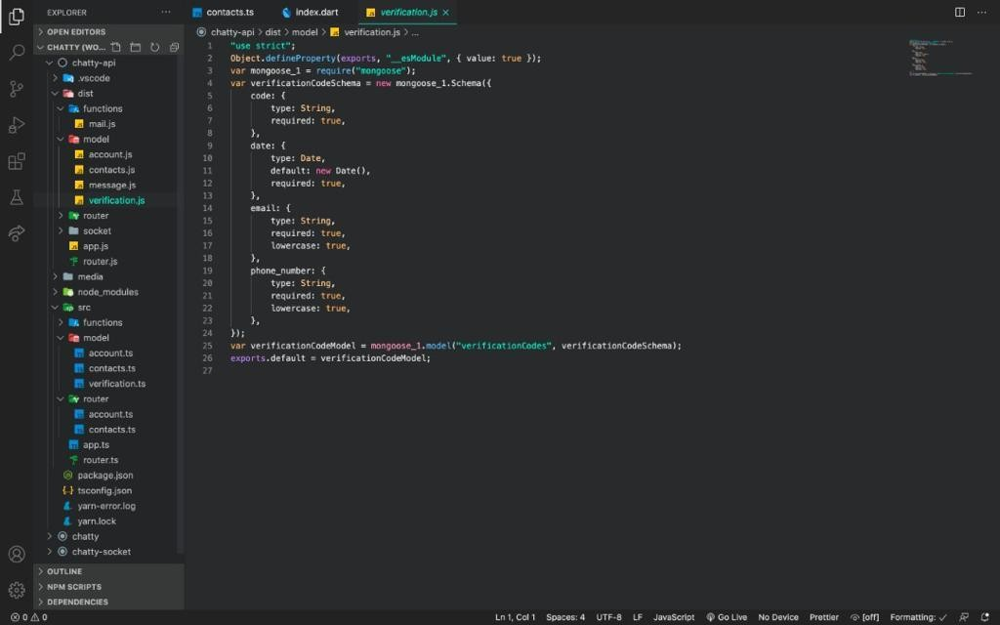 EXPLORER
OPEN EDITORS
CHATTY (WO...
chatty-api
.vscode
dist
functions
mail.js
model
account.js
contacts.js
message.js
verification.js
router
socket
app.js
router.js
media
node_modules
src
functions
model
account.ts
contacts.ts
verification.ts
router
account.ts
contacts.ts
app.ts
router.ts
package.json
tsconfig.json
yarn-error.log
yarn.lock
chatty
chatty-socket
OUTLINE
NPM SCRIPTS
DEPENDENCIES
contacts.ts index.dart verification.js
chatty-api > dist > model > verification.js > ...
1 "use strict";
2 Object.defineProperty(exports, "__esModule", { value: true });
3 var mongoose_1 = require("mongoose");
4 var verificationCodeSchema = new mongoose_1.Schema({
5 code: {
6 type: String,
7 required: true,
8 },
9 date: {
10 type: Date,
11 default: new Date(),
12 required: true,
13 },
14 email: {
15 type: String,
16 required: true,
17 lowercase: true,
18 },
19 phone_number: {
20 type: String,
21 required: true,
22 lowercase: true,
23 },
24 });
25 var verificationCodeModel = mongoose_1.model("verificationCodes", verificationCodeSchema);
26 exports.default = verificationCodeModel;
27
0 0 Ln 1, Col 1 Spaces: 4 UTF-8 LF JavaScript Go Live No Device Prettier [off] Formatting: ✓